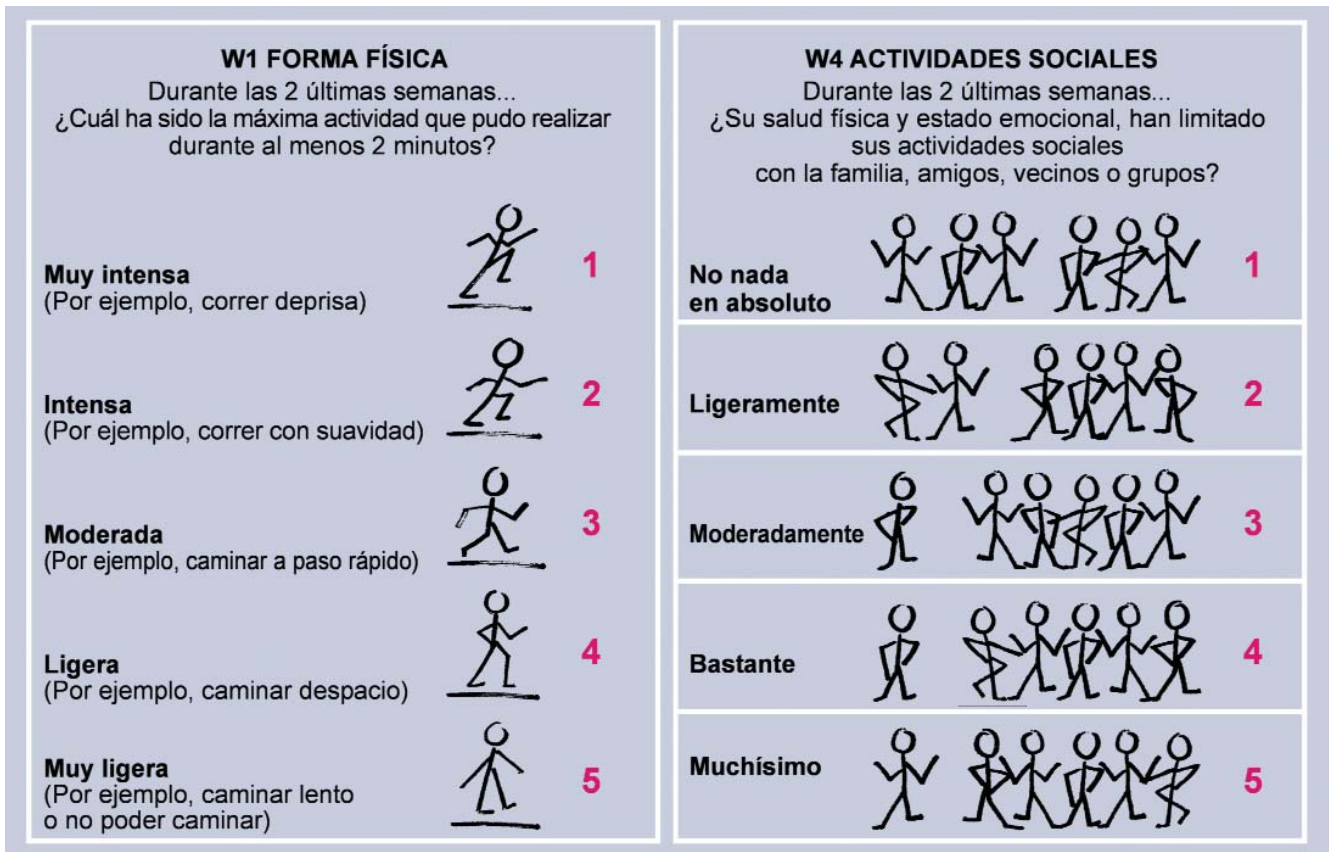 W1 FORMA FÍSICA
Durante las 2 últimas semanas...
¿Cuál ha sido la máxima actividad que pudo realizar
durante al menos 2 minutos?
Muy intensa
1
(Por ejemplo, correr deprisa)
Intensa
2
(Por ejemplo, correr con suavidad)
Moderada
3
(Por ejemplo, caminar a paso rápido)
Ligera
4
(Por ejemplo, caminar despacio)
Muy ligera
5
(Por ejemplo, caminar lento
o no poder caminar)
W4 ACTIVIDADES SOCIALES
Durante las 2 últimas semanas...
¿Su salud física y estado emocional, han limitado
sus actividades sociales
con la familia, amigos, vecinos o grupos?
No nada
1
en absoluto
Ligeramente
2
Moderadamente
3
Bastante
4
Muchísimo
5